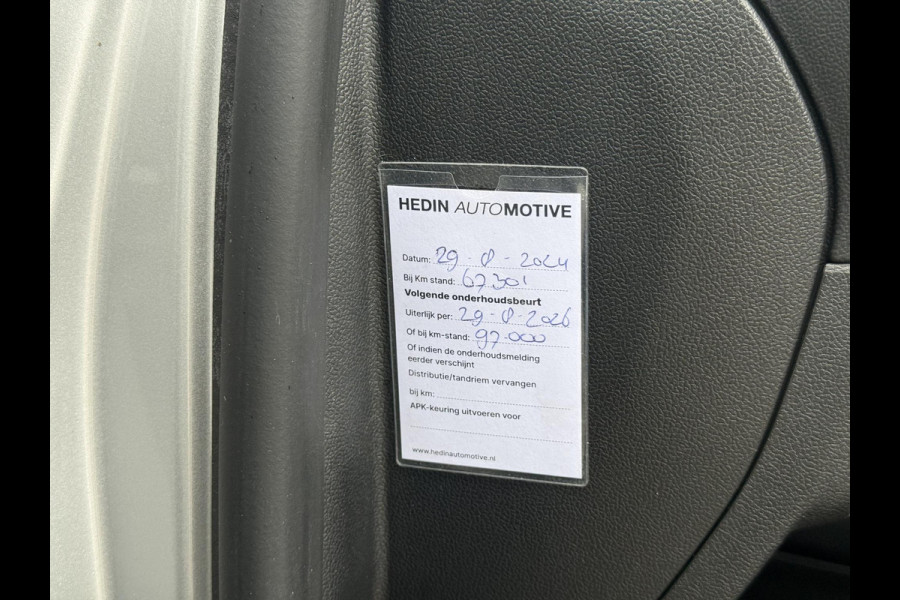 HEDIN AUTOMOTIVE
Datum: 29-8-2024
Bij Km stand: 67.301
Volgende onderhoudsbeurt
Uiterlijk per: 29-8-2026
Of bij km-stand: 97.000
Of indien de onderhoudsmelding
eerder verschijnt
Distributie/tandriem vervangen
bij km:
APK-keuring uitvoeren voor
www.hedinautomotive.nl